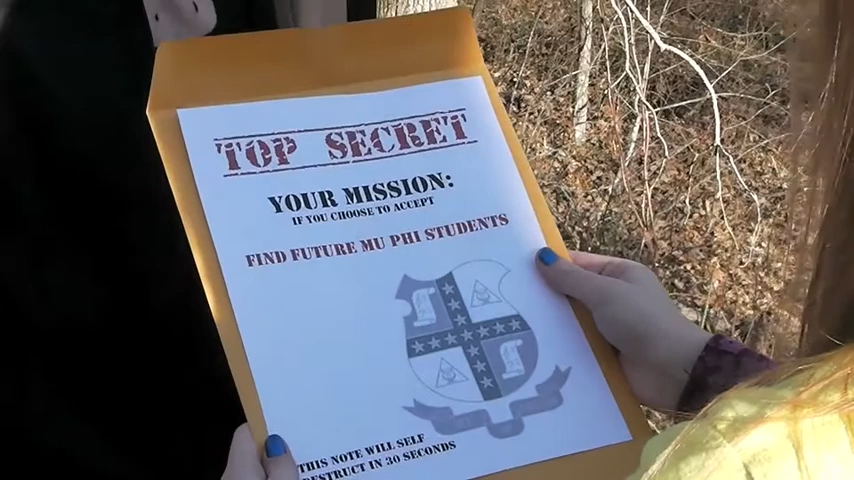 TOP SECRET
YOUR MISSION:
IF YOU CHOOSE TO ACCEPT
FIND FUTURE MU PHI STUDENTS
THIS NOTE WILL SELF
DESTRUCT IN 30 SECONDS